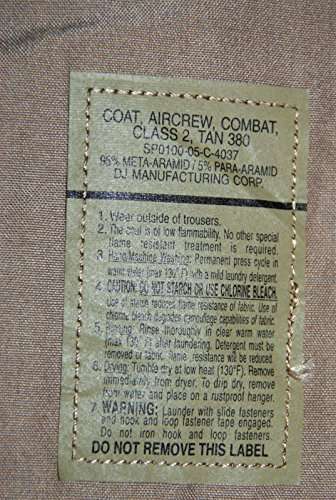 COAT, AIRCREW, COMBAT,
CLASS 2, TAN 380
SP0100-05-C-4037
95% META-ARAMID / 5% PARA-ARAMID
DJ MANUFACTURING CORP.
1. Wear outside of trousers.
2. The coat is of low flammability. No other special
flame resistant treatment is required.
3. Hand/Machine Washing: Permanent press cycle in
warm water (max 130°F) with a mild laundry detergent.
4. CAUTION: DO NOT STARCH OR USE CHLORINE BLEACH.
Use of starch reduces flame resistance of fabric. Use of
chlorine bleach degrades camouflage capabilities of fabric.
5. Rinsing: Rinse thoroughly in clear warm water
(max 130°F) after laundering. Detergent must be
removed or fabric flame resistance will be reduced.
6. Drying: Tumble dry at low heat (130°F). Remove
immediately from dryer. To drip dry, remove
from water and place on a rustproof hanger.
7. WARNING: Launder with slide fasteners
and hook and loop fastener tape engaged.
Do not iron hook and loop fasteners.
DO NOT REMOVE THIS LABEL